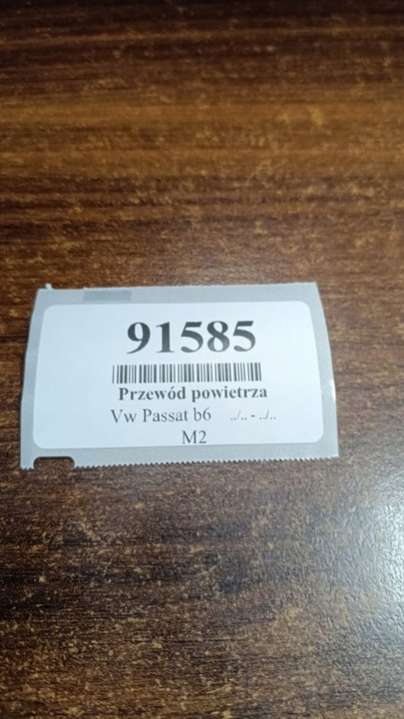 91585
Przewód powietrza
Vw Passat b6 ../.. - ../..
M2